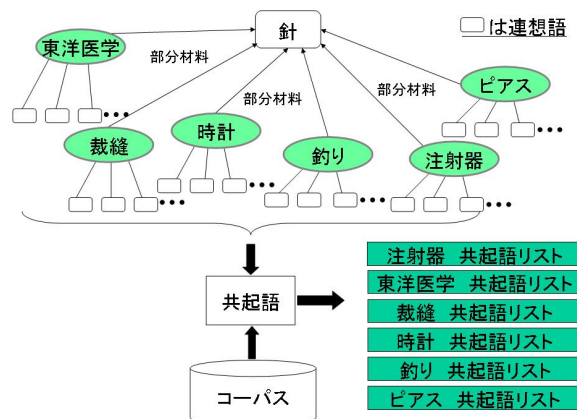 針
□は連想語
東洋医学
部分材料
部分材料
部分材料
ピアス
裁縫
時計
釣り
注射器
共起語
コーパス
注射器 共起語リスト
東洋医学 共起語リスト
裁縫 共起語リスト
時計 共起語リスト
釣り 共起語リスト
ピアス 共起語リスト